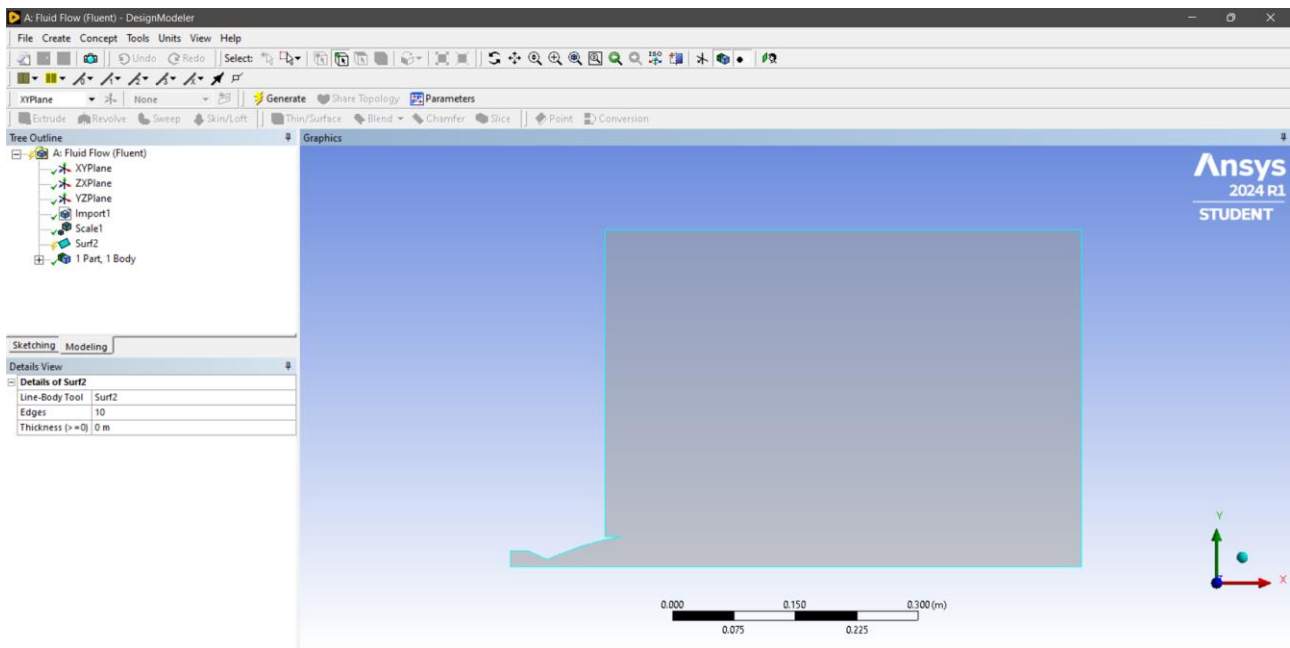 A: Fluid Flow (Fluent) - DesignModeler
File Create Concept Tools Units View Help
Undo Redo Select: ISO
XYPlane None Generate Share Topology Parameters
Extrude Revolve Sweep Skin/Loft Thin/Surface Blend Chamfer Slice Point Conversion
Tree Outline
A: Fluid Flow (Fluent)
XYPlane
ZXPlane
YZPlane
Import1
Scale1
Surf2
1 Part, 1 Body
Sketching Modeling
Details View
Details of Surf2
Line-Body Tool Surf2
Edges 10
Thickness (>=0) 0 m
Graphics
Ansys
2024 R1
STUDENT
0.000 0.150 0.300 (m)
0.075 0.225
Y
X